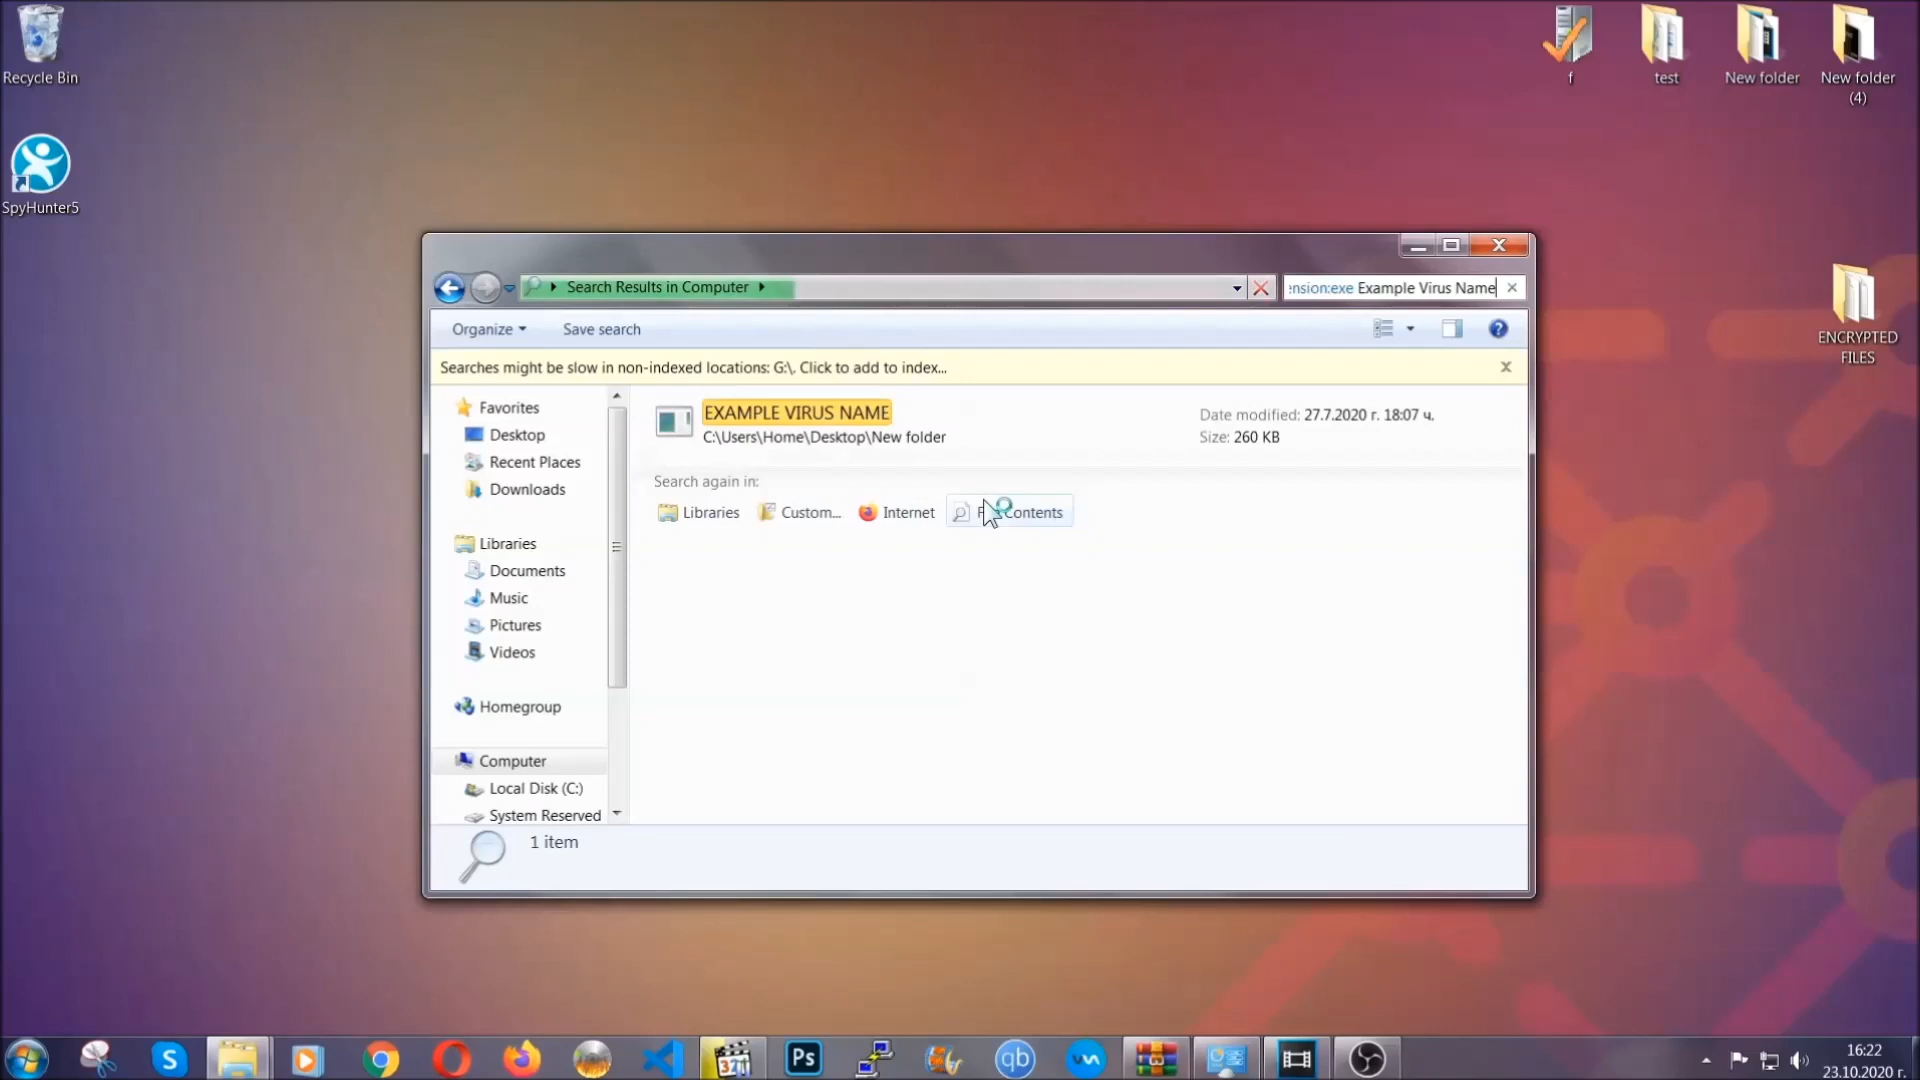 Recycle Bin
SpyHunter5
f
test
New folder
New folder
(4)
ENCRYPTED
FILES
Search Results in Computer
ension:exe Example Virus Name
Organize
Save search
Searches might be slow in non-indexed locations: G:\. Click to add to index...
Favorites
Desktop
Recent Places
Downloads
Libraries
Documents
Music
Pictures
Videos
Homegroup
Computer
Local Disk (C:)
System Reserved
EXAMPLE VIRUS NAME
C:\Users\Home\Desktop\New folder
Date modified: 27.7.2020 г. 18:07 ч.
Size: 260 KB
Search again in:
Libraries
Custom...
Internet
Contents
1 item
S
371
Ps
qb
16:22
23.10.2020 г.